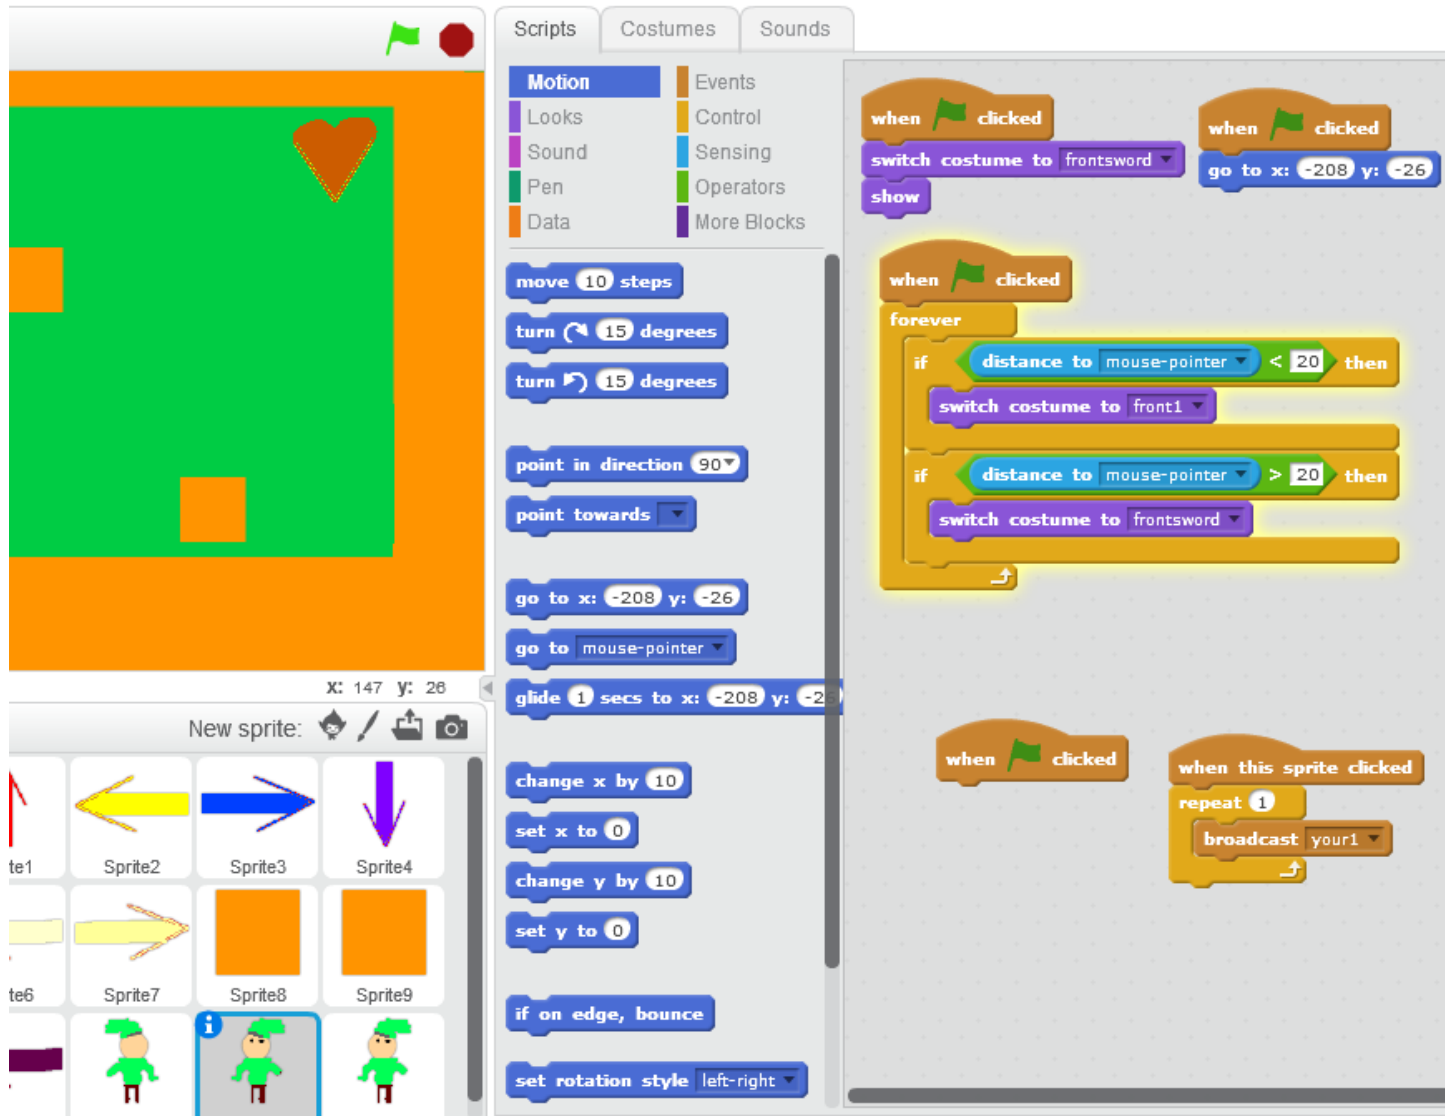 Scripts Costumes Sounds
Motion Events
Looks Control
Sound Sensing
Pen Operators
Data More Blocks
move 10 steps
turn 15 degrees
turn 15 degrees
point in direction 90
point towards
go to x: -208 y: -26
go to mouse-pointer
glide 1 secs to x: -208 y: -26
change x by 10
set x to 0
change y by 10
set y to 0
if on edge, bounce
set rotation style left-right
when clicked
switch costume to frontsword
show
when clicked
go to x: -208 y: -26
when clicked
forever
if distance to mouse-pointer < 20 then
switch costume to front1
if distance to mouse-pointer > 20 then
switch costume to frontsword
when clicked
when this sprite clicked
repeat 1
broadcast your1
x: 147 y: 26
New sprite:
te1 Sprite2 Sprite3 Sprite4
te6 Sprite7 Sprite8 Sprite9
i